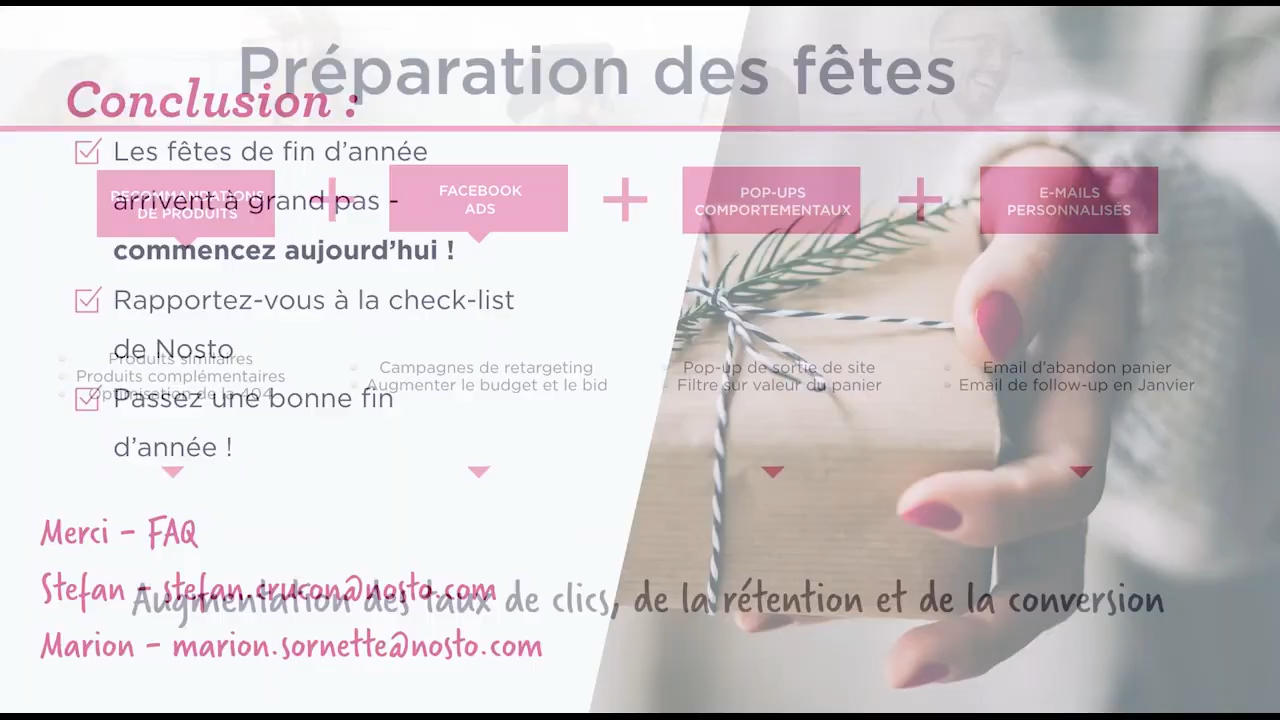 Préparation des fêtes
RECOMMANDATIONS
DE PRODUITS
FACEBOOK
ADS
POP-UPS
COMPORTEMENTAUX
E-MAILS
PERSONNALISÉS
Produits similaires
Produits complémentaires
Optimisation de la 404
Campagnes de retargeting
Augmenter le budget et le bid
Pop-up de sortie de site
Filtre sur valeur du panier
Email d'abandon panier
Email de follow-up en Janvier
Augmentation des taux de clics, de la rétention et de la conversion
Conclusion :
Les fêtes de fin d'année
arrivent à grand pas -
commencez aujourd'hui !
Rapportez-vous à la check-list
de Nosto
Passez une bonne fin
d'année !
Merci - FAQ
Stefan - stefan.crucon@nosto.com
Marion - marion.sornette@nosto.com